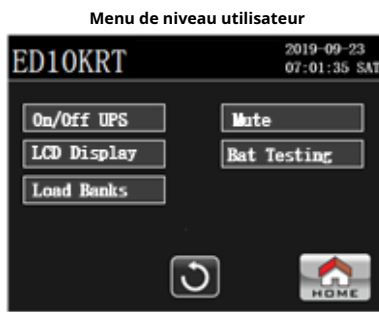 Menu de niveau utilisateur
ED10KRT
2019-09-23
07:01:35 SAT
On/Off UPS
Mute
LCD Display
Bat Testing
Load Banks
HOME